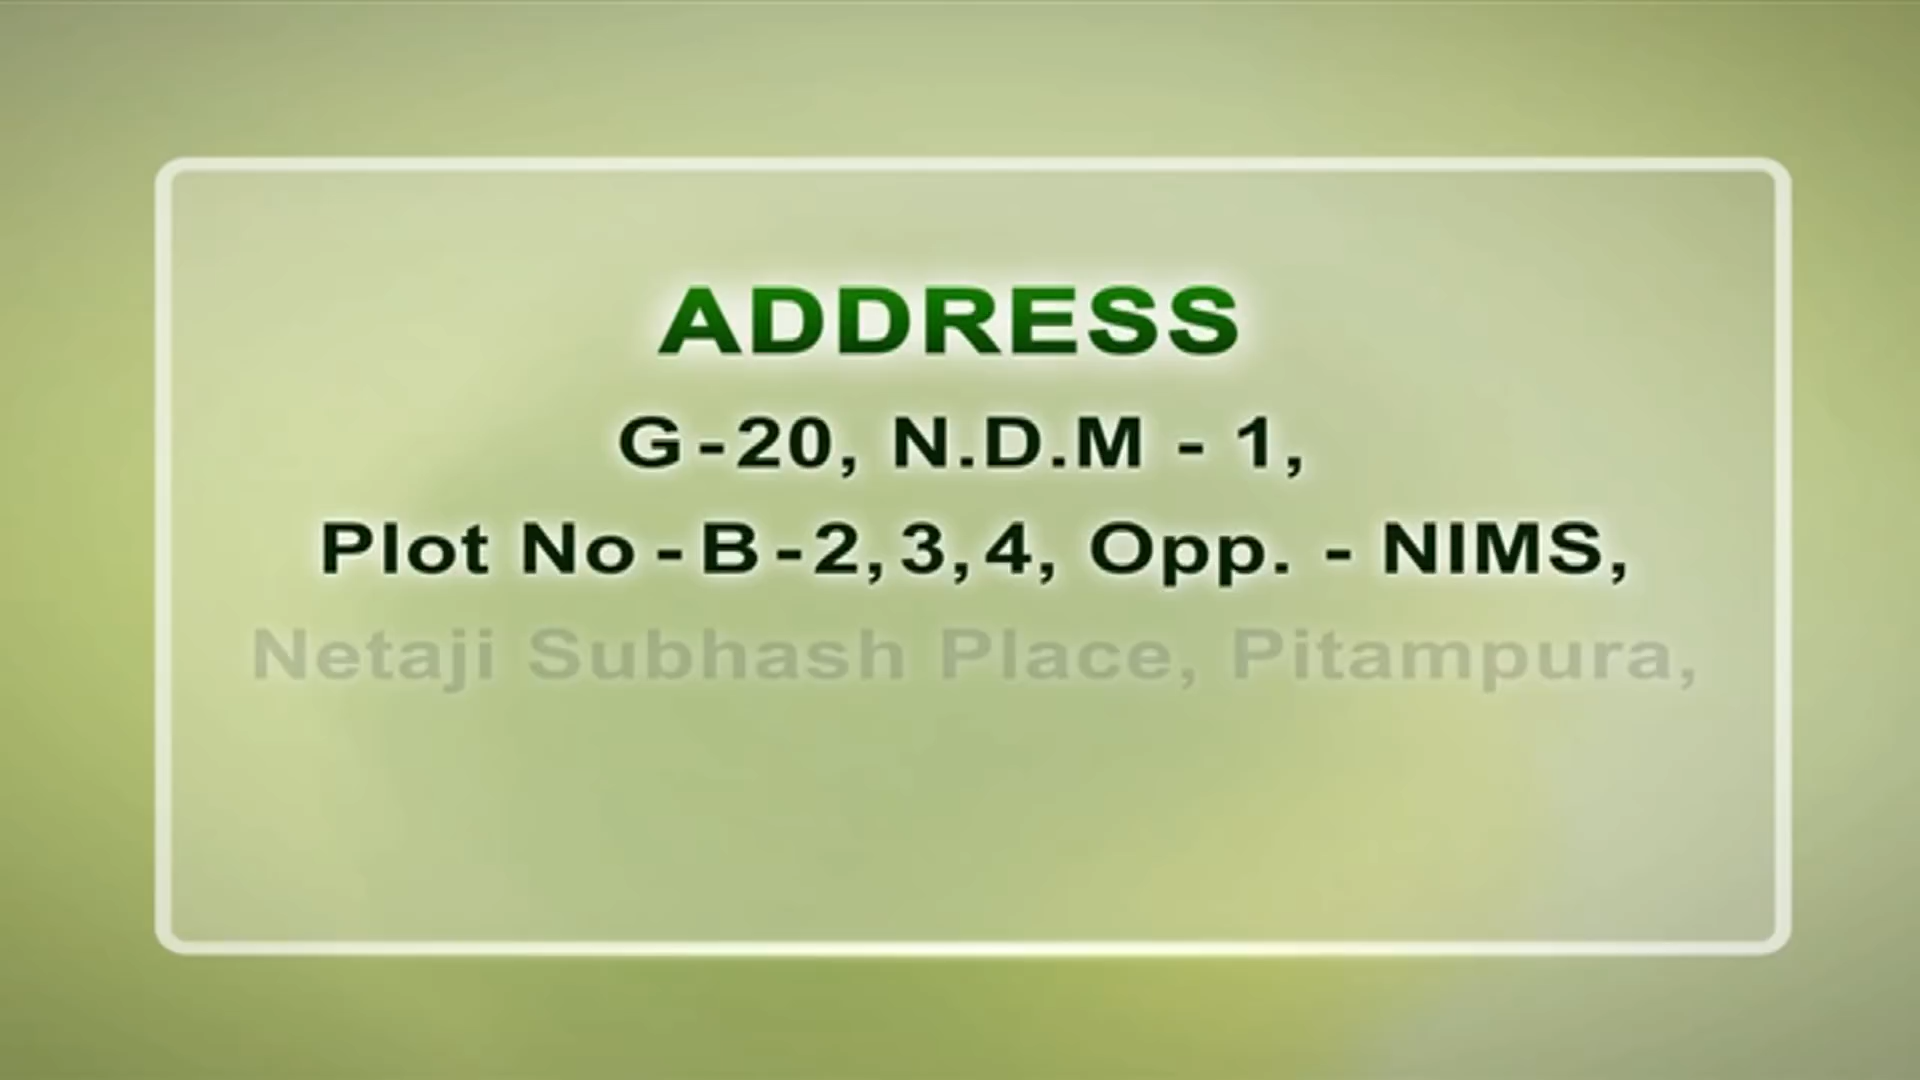 ADDRESS
G-20, N.D.M - 1,
Plot No - B - 2, 3, 4, Opp. - NIMS,
Netaji Subhash Place, Pitampura,